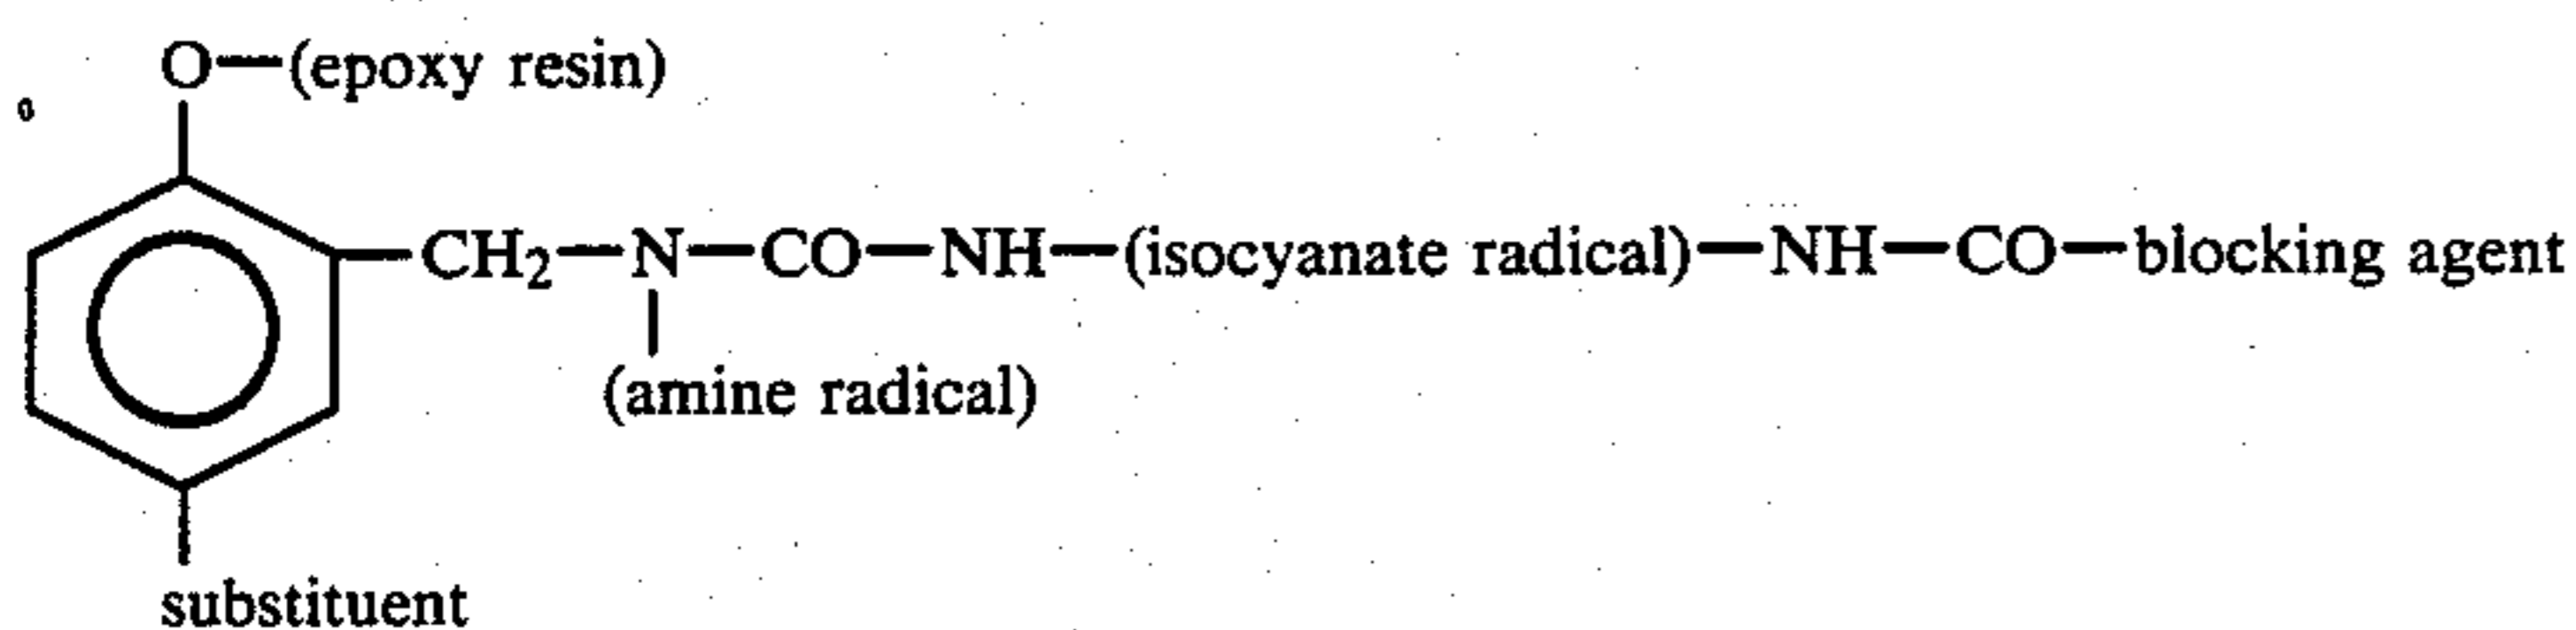 O—(epoxy resin)
CH₂—N—CO—NH—(isocyanate radical)—NH—CO—blocking agent
(amine radical)
substituent